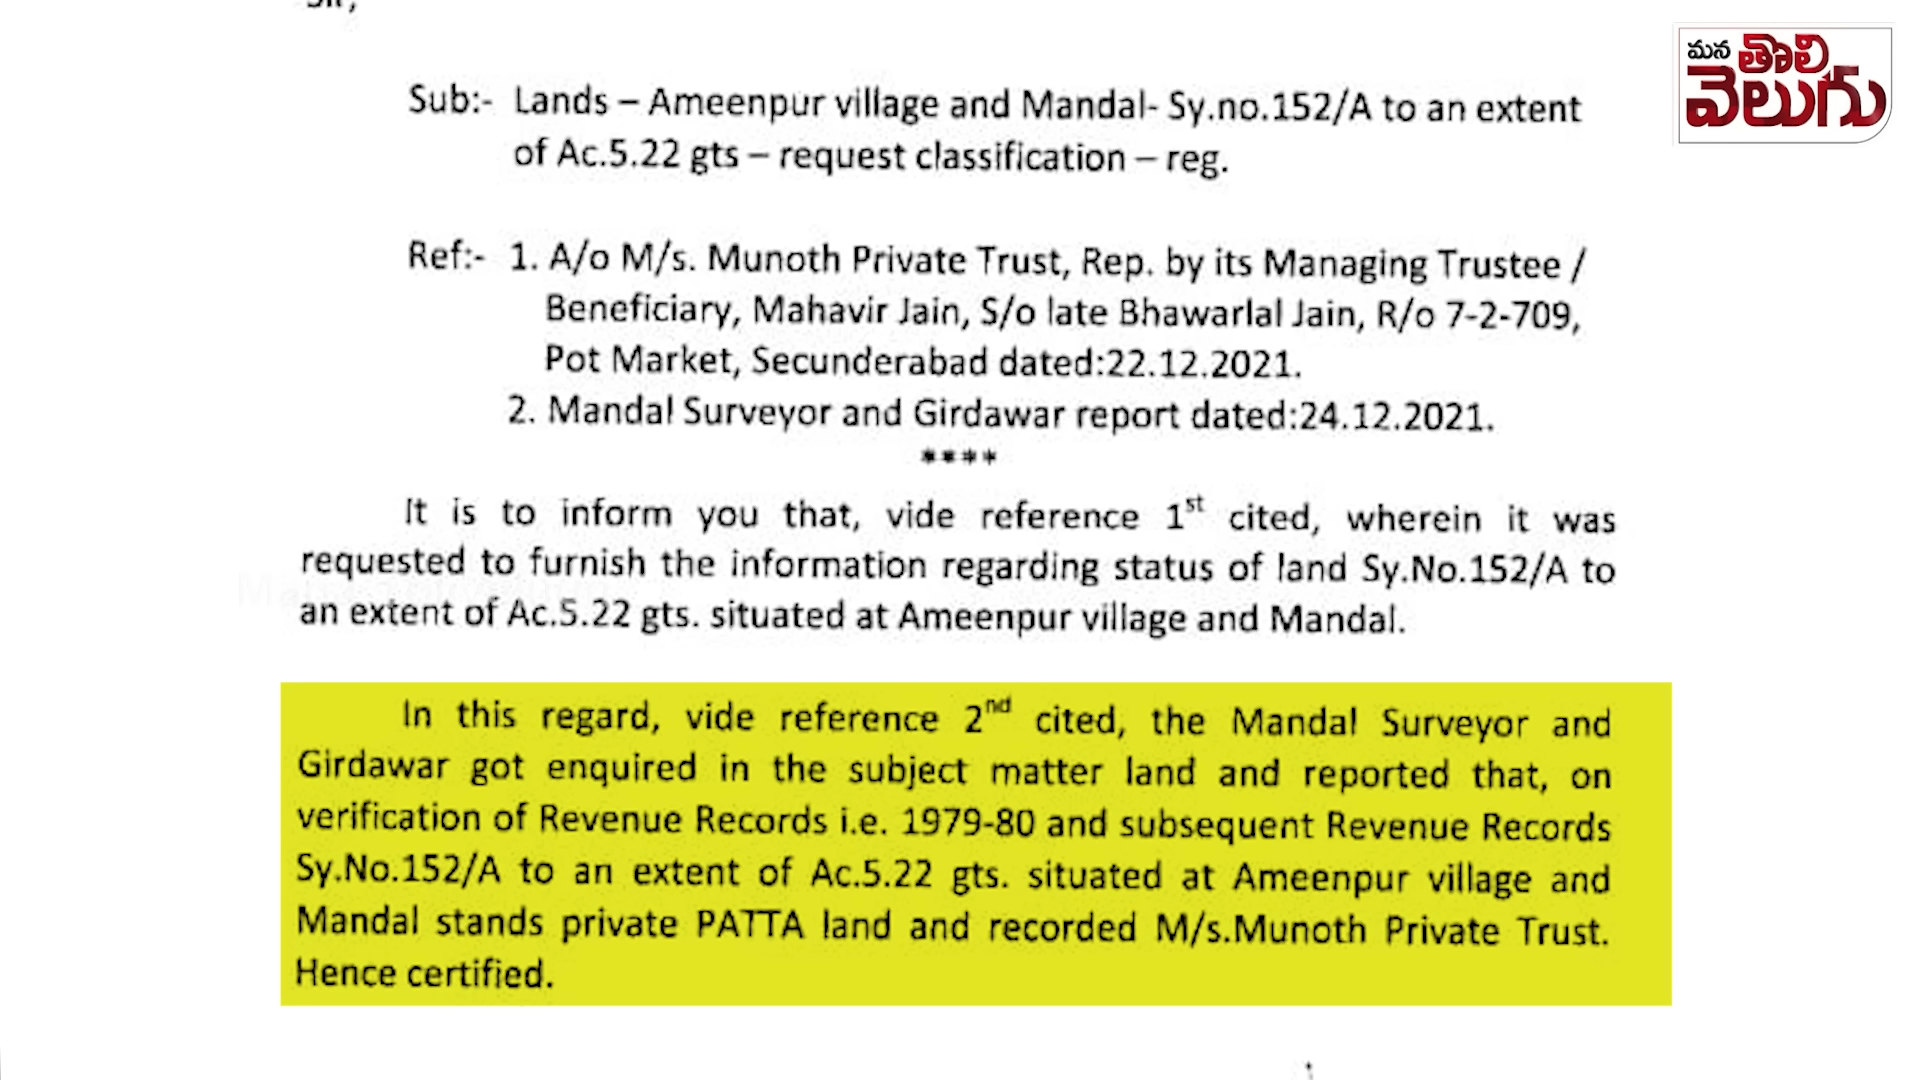 మన తొలి
వెలుగు
Sub:- Lands – Ameenpur village and Mandal- Sy.no.152/A to an extent
of Ac.5.22 gts – request classification – reg.
Ref:- 1. A/o M/s. Munoth Private Trust, Rep. by its Managing Trustee /
Beneficiary, Mahavir Jain, S/o late Bhawarlal Jain, R/o 7-2-709,
Pot Market, Secunderabad dated:22.12.2021.
2. Mandal Surveyor and Girdawar report dated:24.12.2021.
****
It is to inform you that, vide reference 1st cited, wherein it was
requested to furnish the information regarding status of land Sy.No.152/A to
an extent of Ac.5.22 gts. situated at Ameenpur village and Mandal.
In this regard, vide reference 2nd cited, the Mandal Surveyor and
Girdawar got enquired in the subject matter land and reported that, on
verification of Revenue Records i.e. 1979-80 and subsequent Revenue Records
Sy.No.152/A to an extent of Ac.5.22 gts. situated at Ameenpur village and
Mandal stands private PATTA land and recorded M/s.Munoth Private Trust.
Hence certified.